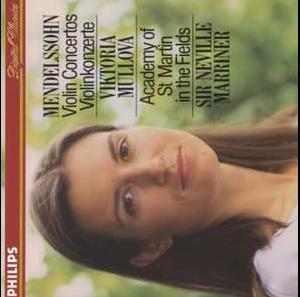 PHILIPS
Digital Classics
MENDELSSOHN
Violin Concertos
Violinkonzerte
VIKTORIA
MULLOVA
Academy of
St. Martin
in the Fields
SIR NEVILLE
MARRINER